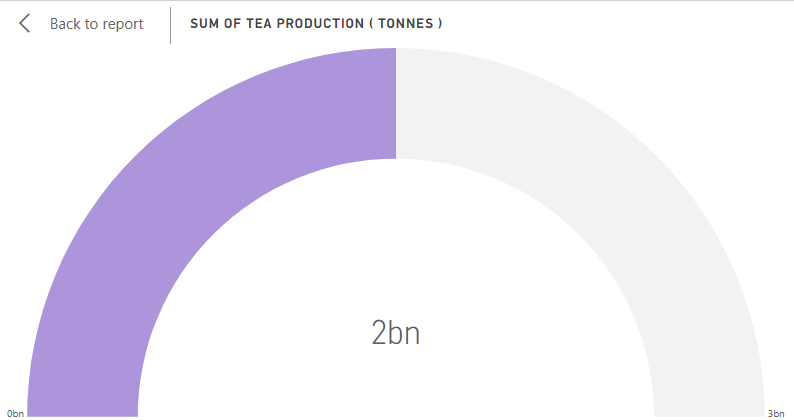 Back to report
SUM OF TEA PRODUCTION ( TONNES )
2bn
0bn
3bn